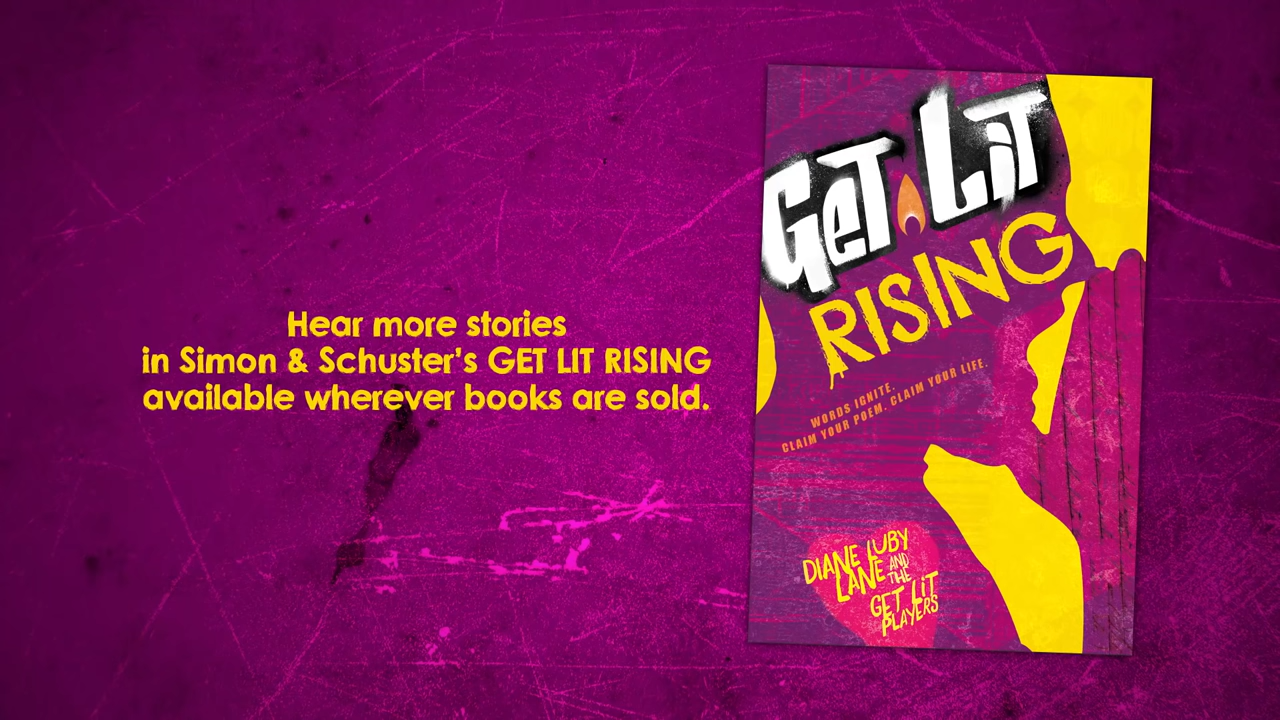 Hear more stories
in Simon & Schuster's GET LIT RISING
available wherever books are sold.
GeT LiT
RISING
WORDS IGNITE.
CLAIM YOUR POEM. CLAIM YOUR LIFE.
DIANE LUBY
LANE AND
THE
GET LiT
PLAYERS